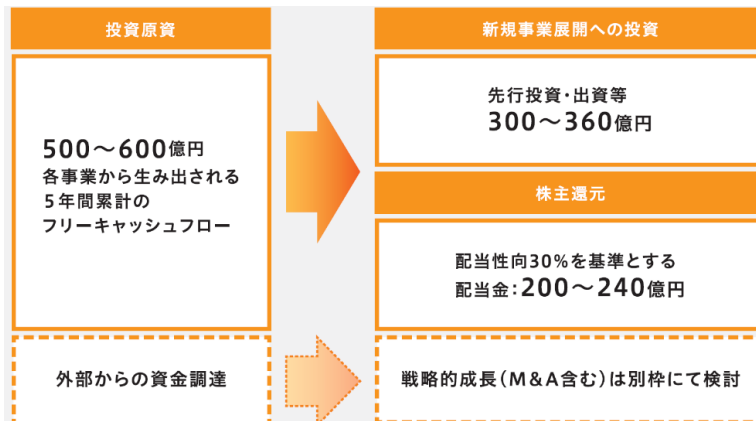 投資原資
500〜600億円
各事業から生み出される
5年間累計の
フリーキャッシュフロー
外部からの資金調達
新規事業展開への投資
先行投資・出資等
300〜360億円
株主還元
配当性向30%を基準とする
配当金：200〜240億円
戦略的成長（M&A含む）は別枠にて検討